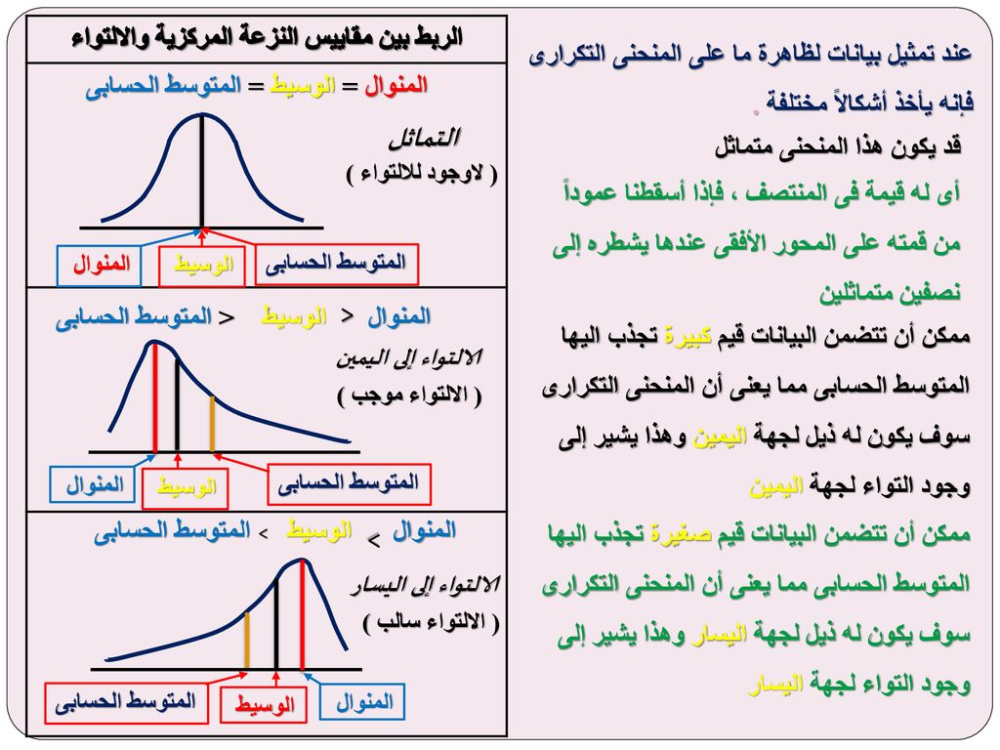 عند تمثيل بيانات لظاهرة ما على المنحنى التكرارى
فإنه يأخذ أشكالاً مختلفة .
قد يكون هذا المنحنى متماثل
أى له قيمة فى المنتصف ، فإذا أسقطنا عموداً
من قمته على المحور الأفقى عندها يشطره إلى
نصفين متماثلين
ممكن أن تتضمن البيانات قيم كبيرة تجذب اليها
المتوسط الحسابى مما يعنى أن المنحنى التكرارى
سوف يكون له ذيل لجهة اليمين وهذا يشير إلى
وجود التواء لجهة اليمين
ممكن أن تتضمن البيانات قيم صغيرة تجذب اليها
المتوسط الحسابى مما يعنى أن المنحنى التكرارى
سوف يكون له ذيل لجهة اليسار وهذا يشير إلى
وجود التواء لجهة اليسار
الربط بين مقاييس النزعة المركزية والالتواء
المنوال = الوسيط = المتوسط الحسابى
التماثل
( لاوجود للالتواء )
المتوسط الحسابى
الوسيط
المنوال
المنوال > الوسيط > المتوسط الحسابى
الالتواء إلى اليمين
( الالتواء موجب )
المتوسط الحسابى
الوسيط
المنوال
المنوال < الوسيط < المتوسط الحسابى
الالتواء إلى اليسار
( الالتواء سالب )
المنوال
الوسيط
المتوسط الحسابى